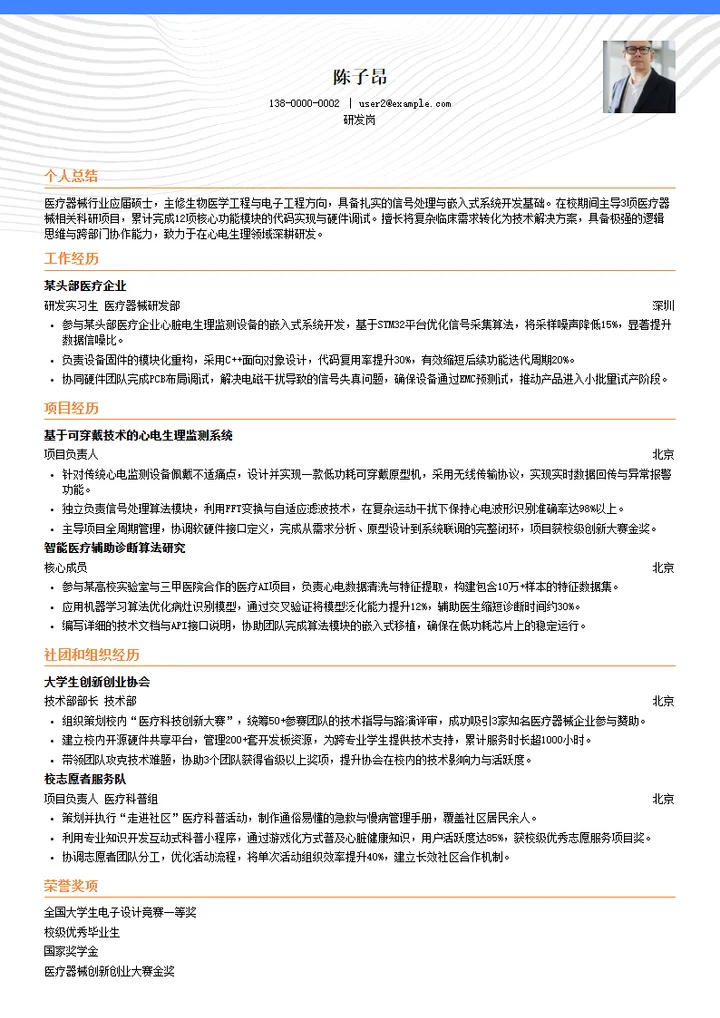 陈子昂
138-0000-0002 | user2@example.com
研发岗
个人总结
医疗器械行业应届硕士，主修生物医学工程与电子工程方向，具备扎实的信号处理与嵌入式系统开发基础。在校期间主导3项医疗器
械相关科研项目，累计完成12项核心功能模块的代码实现与硬件调试。擅长将复杂临床需求转化为技术解决方案，具备极强的逻辑
思维与跨部门协作能力，致力于在心电生理领域深耕研发。
工作经历
某头部医疗企业
研发实习生 医疗器械研发部 深圳
• 参与某头部医疗企业心脏电生理监测设备的嵌入式系统开发，基于STM32平台优化信号采集算法，将采样噪声降低15%，显著提升
数据信噪比。
• 负责设备固件的模块化重构，采用C++面向对象设计，代码复用率提升30%，有效缩短后续功能迭代周期20%。
• 协同硬件团队完成PCB布局调试，解决电磁干扰导致的信号失真问题，确保设备通过EMC预测试，推动产品进入小批量试产阶段。
项目经历
基于可穿戴技术的心电生理监测系统
项目负责人 北京
• 针对传统心电监测设备佩戴不适痛点，设计并实现一款低功耗可穿戴原型机，采用无线传输协议，实现实时数据回传与异常报警
功能。
• 独立负责信号处理算法模块，利用FFT变换与自适应滤波技术，在复杂运动干扰下保持心电波形识别准确率达98%以上。
• 主导项目全周期管理，协调软硬件接口定义，完成从需求分析、原型设计到系统联调的完整闭环，项目获校级创新大赛金奖。
智能医疗辅助诊断算法研究
核心成员 北京
• 参与某高校实验室与三甲医院合作的医疗AI项目，负责心电数据清洗与特征提取，构建包含10万+样本的特征数据集。
• 应用机器学习算法优化病灶识别模型，通过交叉验证将模型泛化能力提升12%，辅助医生缩短诊断时间约30%。
• 编写详细的技术文档与API接口说明，协助团队完成算法模块的嵌入式移植，确保在低功耗芯片上的稳定运行。
社团和组织经历
大学生创新创业协会
技术部部长 技术部 北京
• 组织策划校内“医疗科技创新大赛”，统筹50+参赛团队的技术指导与路演评审，成功吸引3家知名医疗器械企业参与赞助。
• 建立校内开源硬件共享平台，管理200+套开发板资源，为跨专业学生提供技术支持，累计服务时长超1000小时。
• 带领团队攻克技术难题，协助3个团队获得省级以上奖项，提升协会在校内的技术影响力与活跃度。
校志愿者服务队
项目负责人 医疗科普组 北京
• 策划并执行“走进社区”医疗科普活动，制作通俗易懂的急救与慢病管理手册，覆盖社区居民余人。
• 利用专业知识开发互动式科普小程序，通过游戏化方式普及心脏健康知识，用户活跃度达85%，获校级优秀志愿服务项目奖。
• 协调志愿者团队分工，优化活动流程，将单次活动组织效率提升40%，建立长效社区合作机制。
荣誉奖项
全国大学生电子设计竞赛一等奖
校级优秀毕业生
国家奖学金
医疗器械创新创业大赛金奖